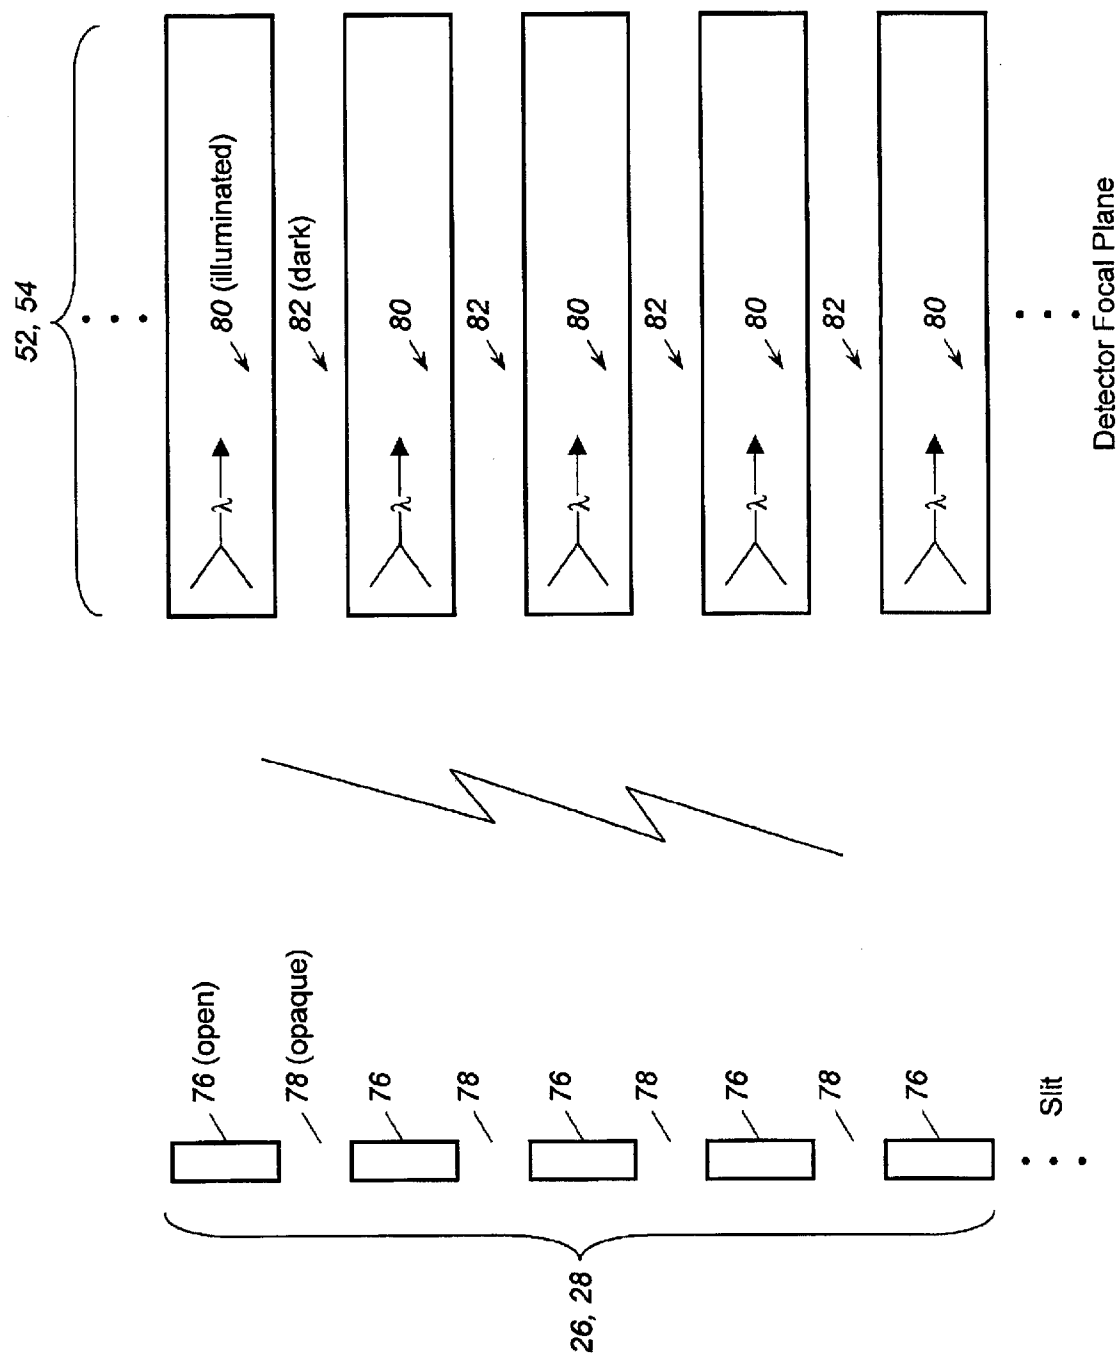 26, 28
Slit
76
78
76
78
76
78
76
78 (opaque)
76 (open)
λ
λ
λ
λ
λ
Detector Focal Plane
80
82
80
82
80
82
80
82 (dark)
80 (illuminated)
52, 54